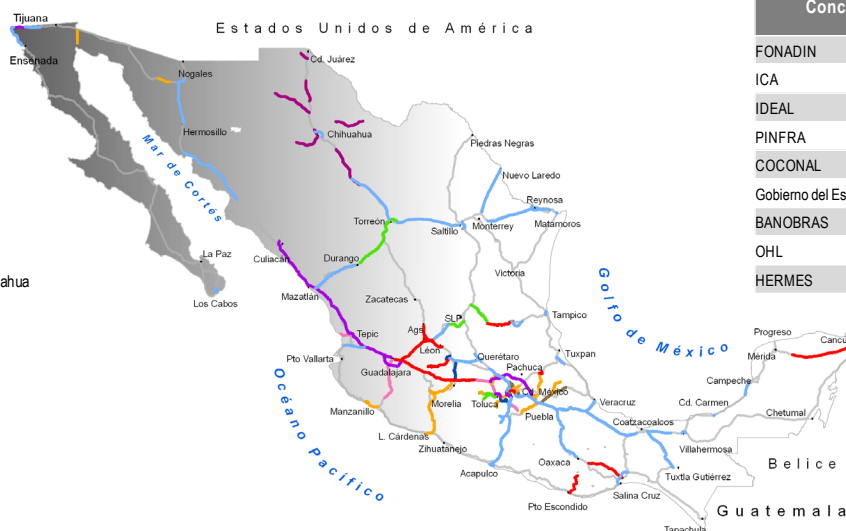 Tijuana
Estados Unidos de América
Conc
Ensenada
Cd. Juárez
FONADIN
Nogales
ICA
IDEAL
Hermosillo
Chihuahua
PINFRA
Piedras Negras
COCONAL
Mar de Cortés
Nuevo Laredo
Gobierno del Es
Reynosa
BANOBRAS
Torreón
Saltillo
Monterrey
Matamoros
OHL
La Paz
Culiacán
Durango
Victoria
HERMES
ahua
Los Cabos
Mazatlán
Zacatecas
Golfo de México
SLP
Tampico
Tepic
Ags
Progreso
Cancu
León
Pto Vallarta
Querétaro
Tuxpan
Mérida
Guadalajara
Pachuca
Campeche
Cd. México
Manzanillo
Morelia
Toluca
Veracruz
Cd. Carmen
Puebla
Chetumal
L. Cárdenas
Coatzacoalcos
Zihuatanejo
Villahermosa
Océano Pacífico
Acapulco
Oaxaca
Belice
Tuxtla Gutiérrez
Pto Escondido
Salina Cruz
Guatemala
Tapachula